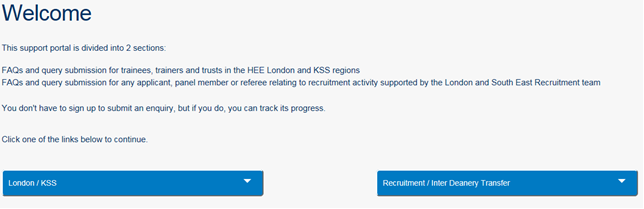 Welcome
This support portal is divided into 2 sections:
FAQs and query submission for trainees, trainers and trusts in the HEE London and KSS regions
FAQs and query submission for any applicant, panel member or referee relating to recruitment activity supported by the London and South East Recruitment team
You don't have to sign up to submit an enquiry, but if you do, you can track its progress.
Click one of the links below to continue.
London / KSS
Recruitment / Inter Deanery Transfer